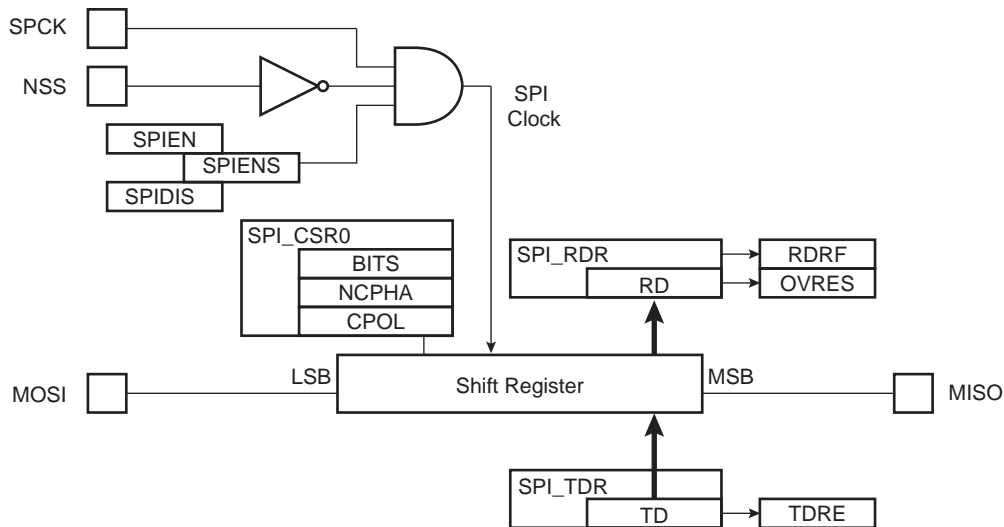 SPCK
NSS
SPI
Clock
SPIEN
SPIENS
SPIDIS
SPI_CSR0
BITS
NCPHA
CPOL
SPI_RDR
RD
RDRF
OVRES
MOSI
LSB
Shift Register
MSB
MISO
SPI_TDR
TD
TDRE